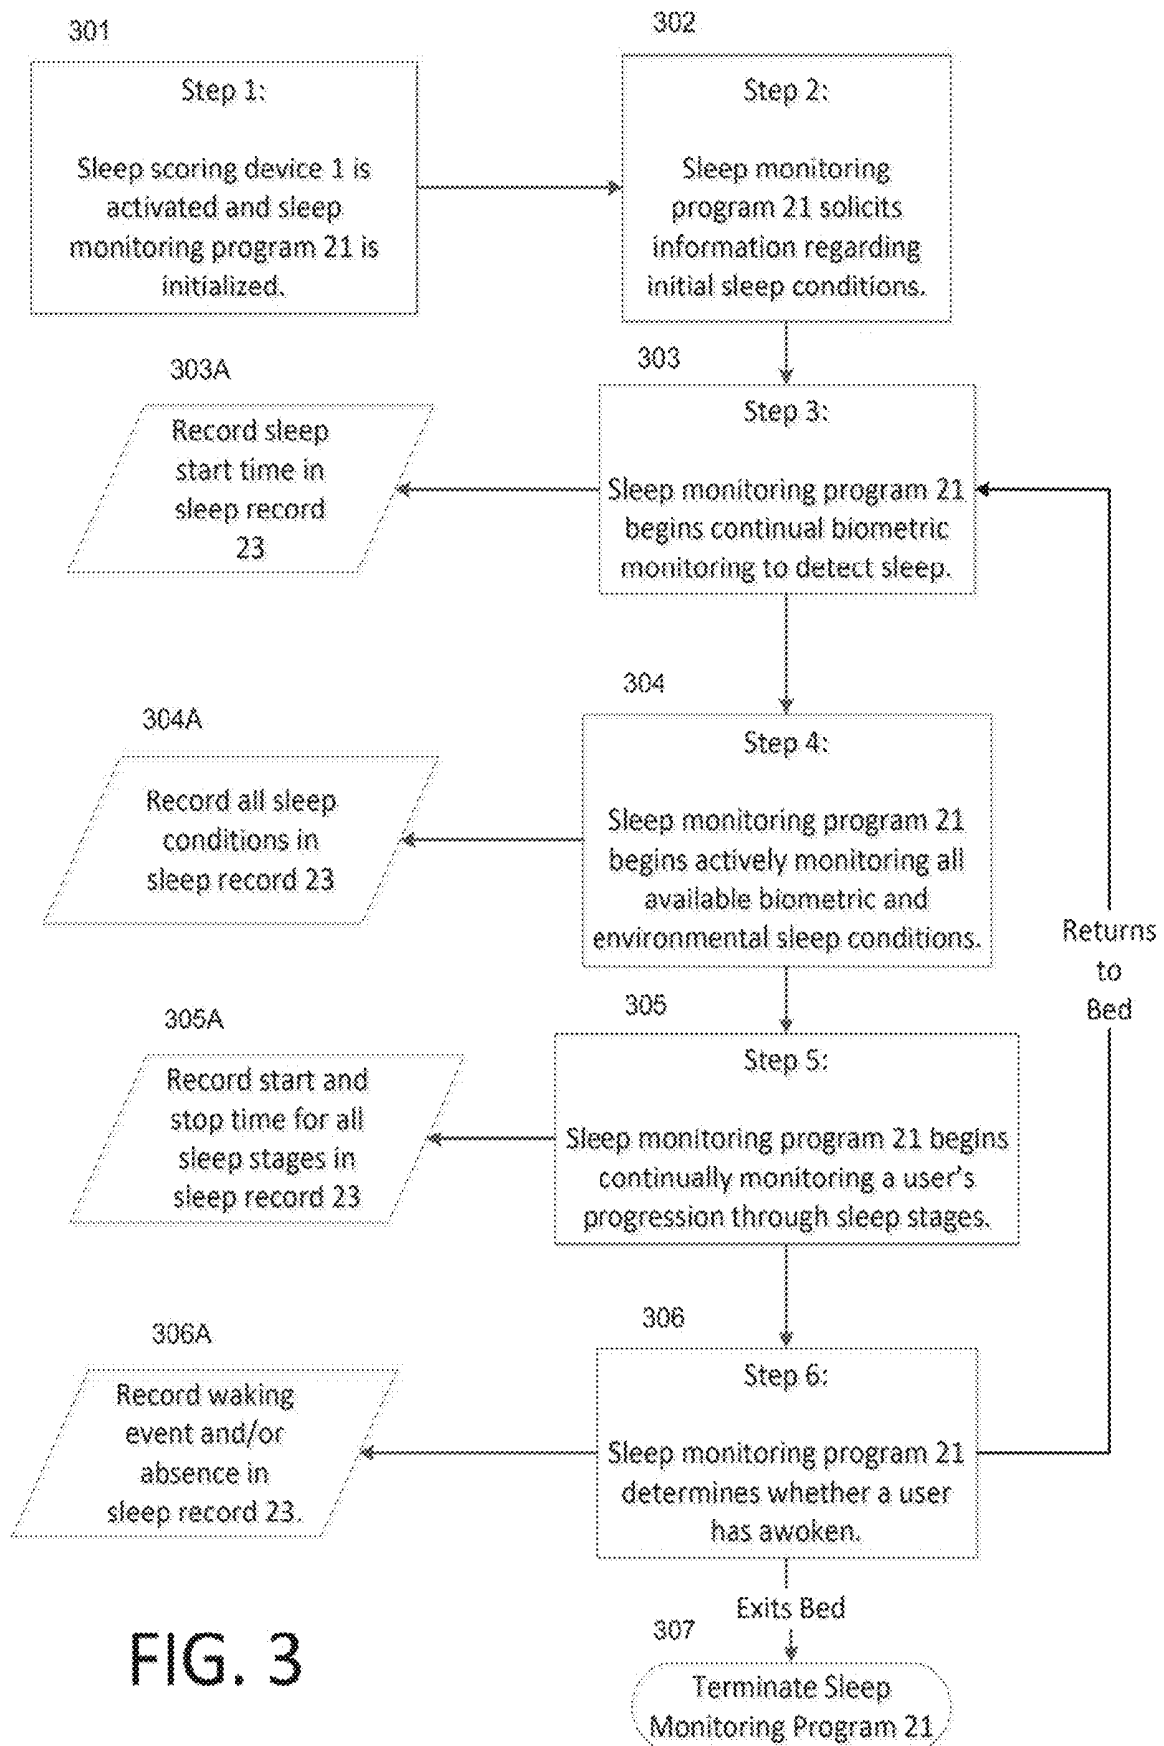 301
Step 1:
Sleep scoring device 1 is
activated and sleep
monitoring program 21 is
initialized.
302
Step 2:
Sleep monitoring
program 21 solicits
information regarding
initial sleep conditions.
303A
Record sleep
start time in
sleep record
23
303
Step 3:
Sleep monitoring program 21
begins continual biometric
monitoring to detect sleep.
304A
Record all sleep
conditions in
sleep record 23
304
Step 4:
Sleep monitoring program 21
begins actively monitoring all
available biometric and
environmental sleep conditions.
Returns
to
Bed
305A
Record start and
stop time for all
sleep stages in
sleep record 23
305
Step 5:
Sleep monitoring program 21 begins
continually monitoring a user's
progression through sleep stages.
306A
Record waking
event and/or
absence in
sleep record 23.
306
Step 6:
Sleep monitoring program 21
determines whether a user
has awoken.
Exits Bed
307
Terminate Sleep
Monitoring Program 21
FIG. 3